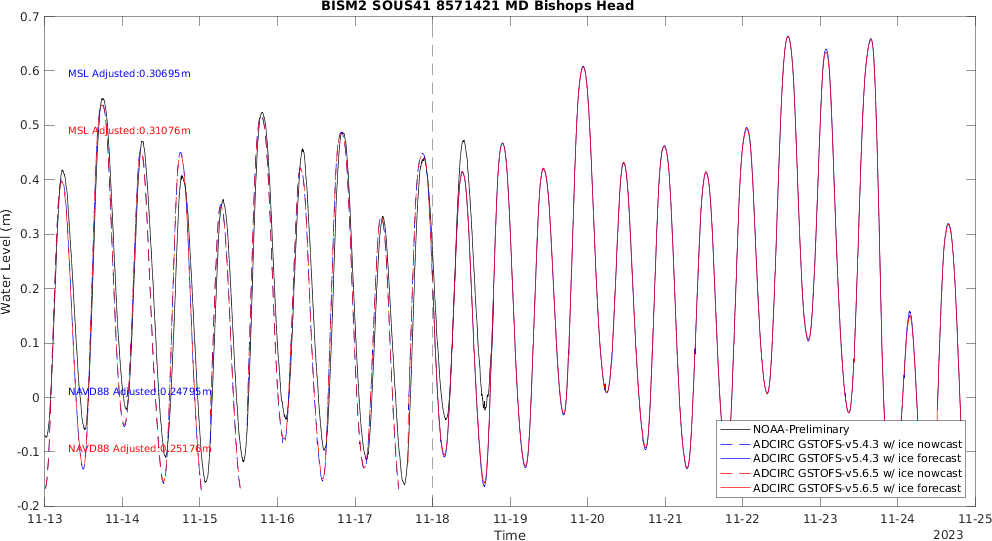 BISM2 SOUS41 8571421 MD Bishops Head
0.7
0.6
0.5
0.4
0.3
0.2
0.1
0
-0.1
-0.2
Water Level (m)
MSL Adjusted:0.30695m
MSL Adjusted:0.31076m
NAVD88 Adjusted:0.24795m
NAVD88 Adjusted:0.25176m
NOAA-Preliminary
ADCIRC GSTOFS-v5.4.3 w/ ice nowcast
ADCIRC GSTOFS-v5.4.3 w/ ice forecast
ADCIRC GSTOFS-v5.6.5 w/ ice nowcast
ADCIRC GSTOFS-v5.6.5 w/ ice forecast
11-13 11-14 11-15 11-16 11-17 11-18 11-19 11-20 11-21 11-22 11-23 11-24 11-25
Time
2023